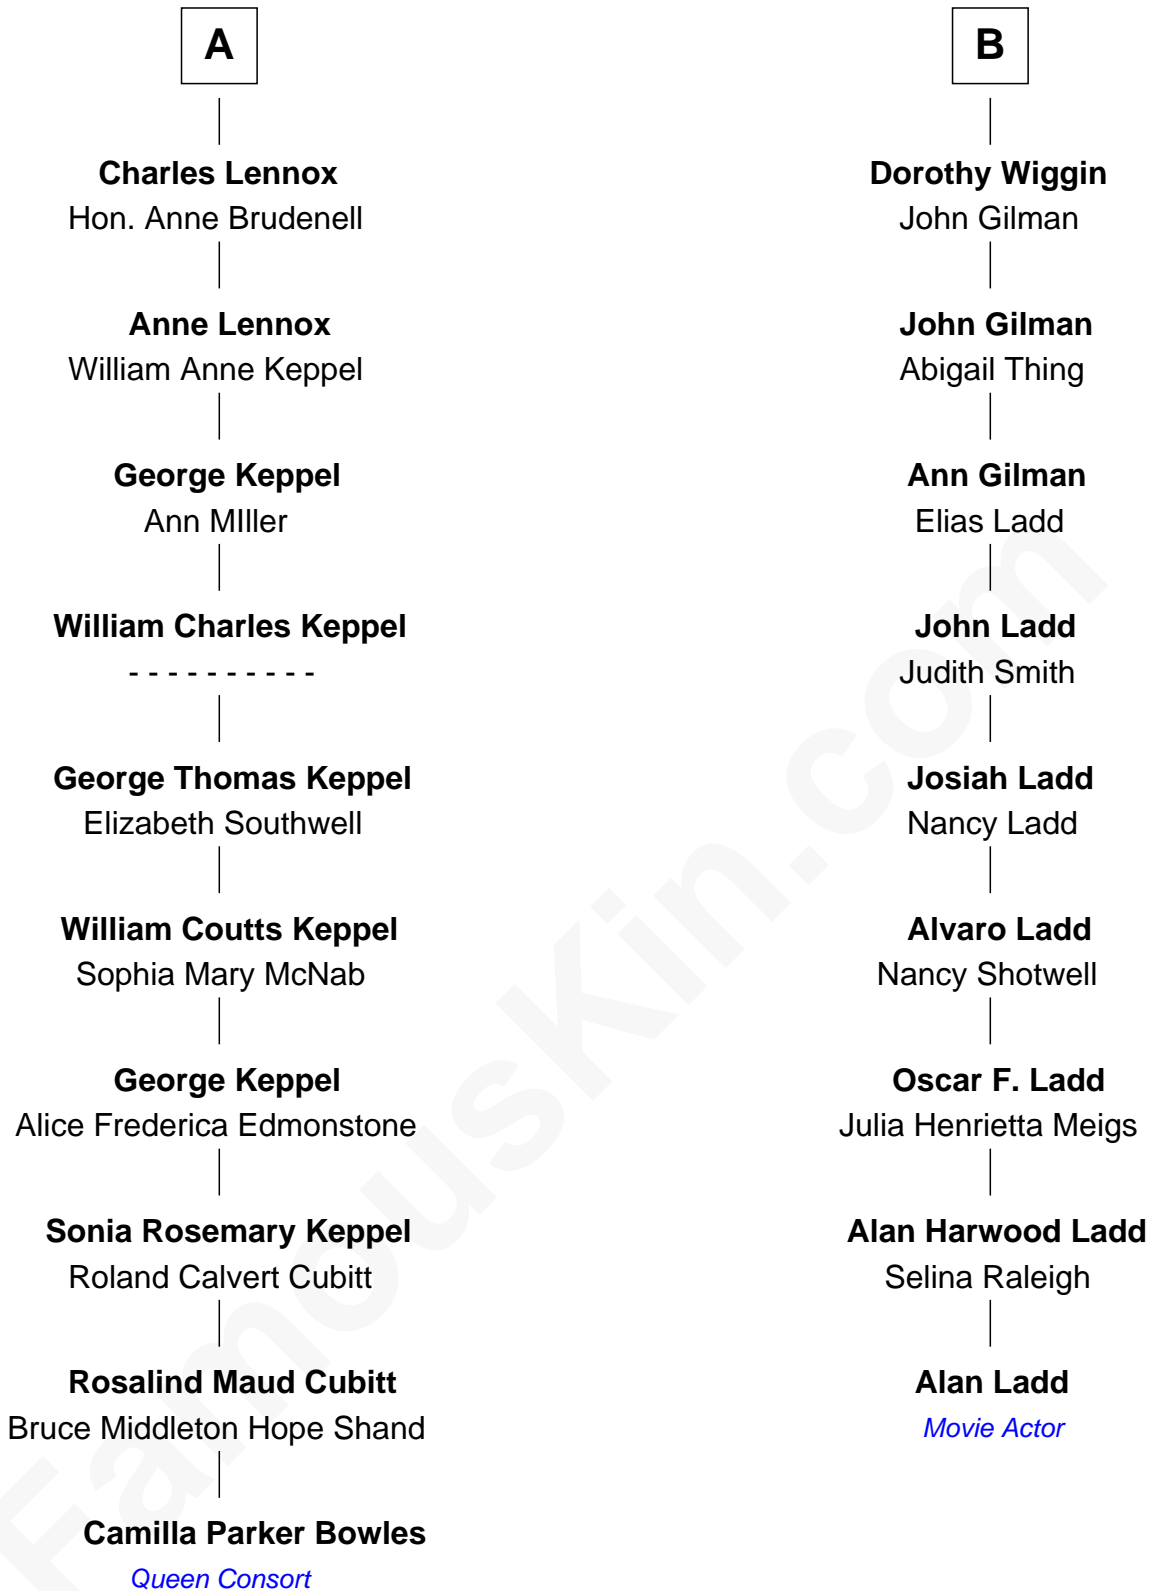 A
Charles Lennox
Hon. Anne Brudenell
Anne Lennox
William Anne Keppel
George Keppel
Ann MIller
William Charles Keppel
- - - - - - - - - -
George Thomas Keppel
Elizabeth Southwell
William Coutts Keppel
Sophia Mary McNab
George Keppel
Alice Frederica Edmonstone
Sonia Rosemary Keppel
Roland Calvert Cubitt
Rosalind Maud Cubitt
Bruce Middleton Hope Shand
Camilla Parker Bowles
Queen Consort
B
Dorothy Wiggin
John Gilman
John Gilman
Abigail Thing
Ann Gilman
Elias Ladd
John Ladd
Judith Smith
Josiah Ladd
Nancy Ladd
Alvaro Ladd
Nancy Shotwell
Oscar F. Ladd
Julia Henrietta Meigs
Alan Harwood Ladd
Selina Raleigh
Alan Ladd
Movie Actor
FamousKin.com